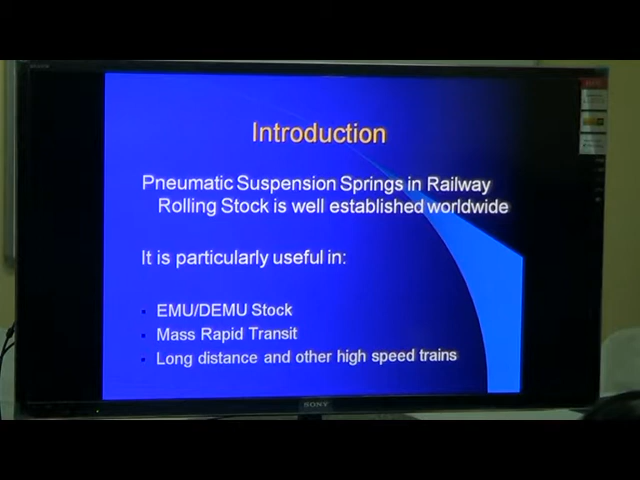 Introduction
Pneumatic Suspension Springs in Railway
Rolling Stock is well established worldwide
It is particularly useful in:
EMU/DEMU Stock
Mass Rapid Transit
Long distance and other high speed trains
SONY